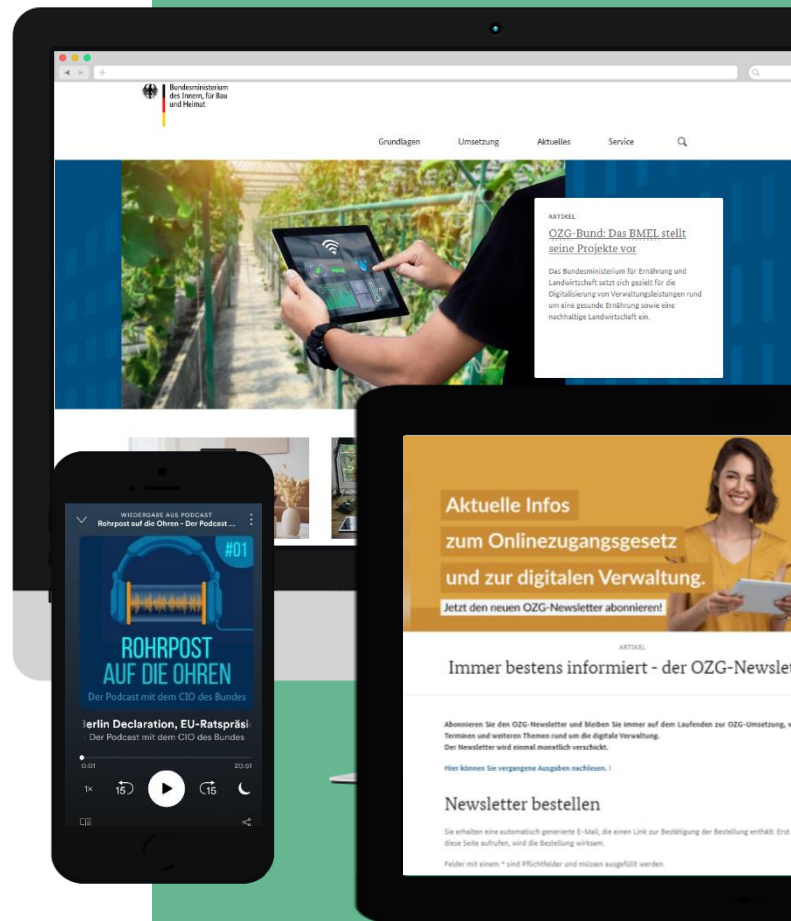 Bundesministerium
des Innern, für Bau
und Heimat
Grundlagen Umsetzung Aktuelles Service
ARTIKEL
OZG-Bund: Das BMEL stellt
seine Projekte vor
Das Bundesministerium für Ernährung und
Landwirtschaft setzt sich gezielt für die
Digitalisierung von Verwaltungsleistungen rund
um eine gesunde Ernährung sowie eine
nachhaltige Landwirtschaft ein.
WIEDERGABE AUS PODCAST
Rohrpost auf die Ohren - Der Podcast ...
#01
ROHRPOST
AUF DIE OHREN
Der Podcast mit dem CIO des Bundes
erlin Declaration, EU-Ratspräsi
Der Podcast mit dem CIO des Bundes
0:01 20:51
1x 15 15
Aktuelle Infos
zum Onlinezugangsgesetz
und zur digitalen Verwaltung.
Jetzt den neuen OZG-Newsletter abonnieren!
ARTIKEL
Immer bestens informiert - der OZG-Newslet
Abonnieren Sie den OZG-Newsletter und bleiben Sie immer auf dem Laufenden zur OZG-Umsetzung, v
Terminen und weiteren Themen rund um die digitale Verwaltung.
Der Newsletter wird einmal monatlich verschickt.
Hier können Sie vergangene Ausgaben nachlesen.
Newsletter bestellen
Sie erhalten eine automatisch generierte E-Mail, die einen Link zur Bestätigung der Bestellung enthält. Erst
diese Seite aufrufen, wird die Bestellung wirksam.
Felder mit einem * sind Pflichtfelder und müssen ausgefüllt werden.